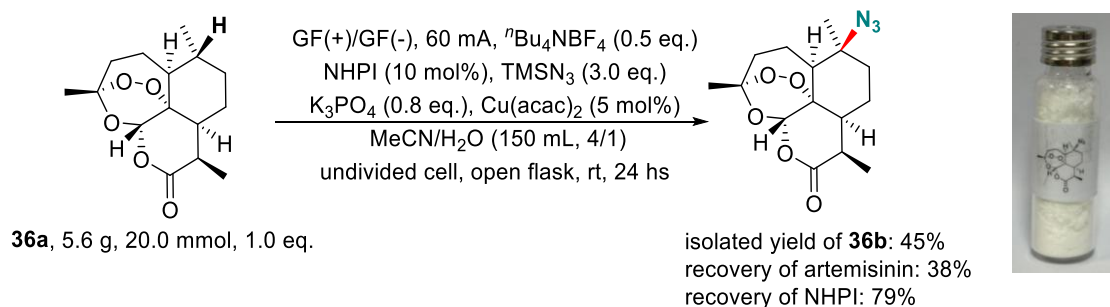 H
N₃
H
H
GF(+)/GF(-), 60 mA, ⁿBu₄NBF₄ (0.5 eq.)
NHPI (10 mol%), TMSN₃ (3.0 eq.)
K₃PO₄ (0.8 eq.), Cu(acac)₂ (5 mol%)
MeCN/H₂O (150 mL, 4/1)
undivided cell, open flask, rt, 24 hs
O O
O
H
O
H
O
O O
O
H
O
H
O
36a, 5.6 g, 20.0 mmol, 1.0 eq.
isolated yield of 36b: 45%
recovery of artemisinin: 38%
recovery of NHPI: 79%